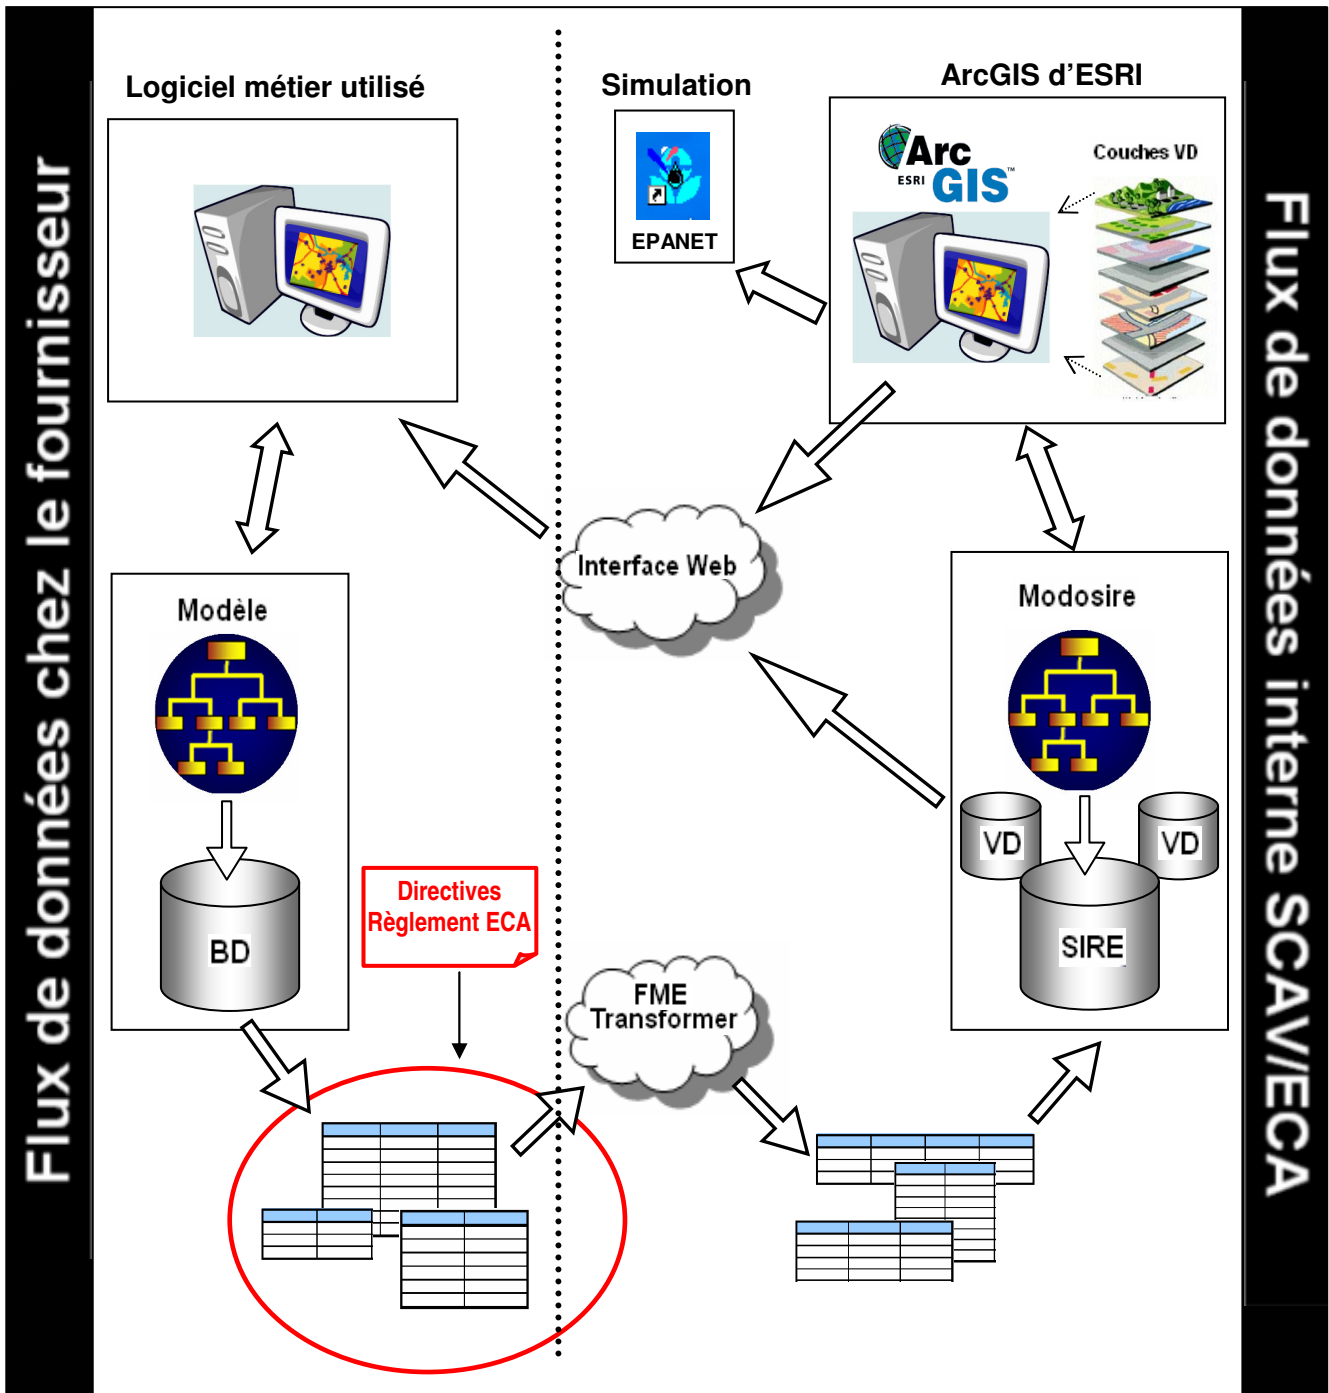 Flux de données chez le fournisseur
Logiciel métier utilisé
Simulation
EPANET
ArcGIS d'ESRI
Arc
ESRI GIS™
Couches VD
Flux de données interne SCAV/ECA
Interface Web
Modèle
BD
Modosire
VD
VD
SIRE
Directives
Règlement ECA
FME
Transformer